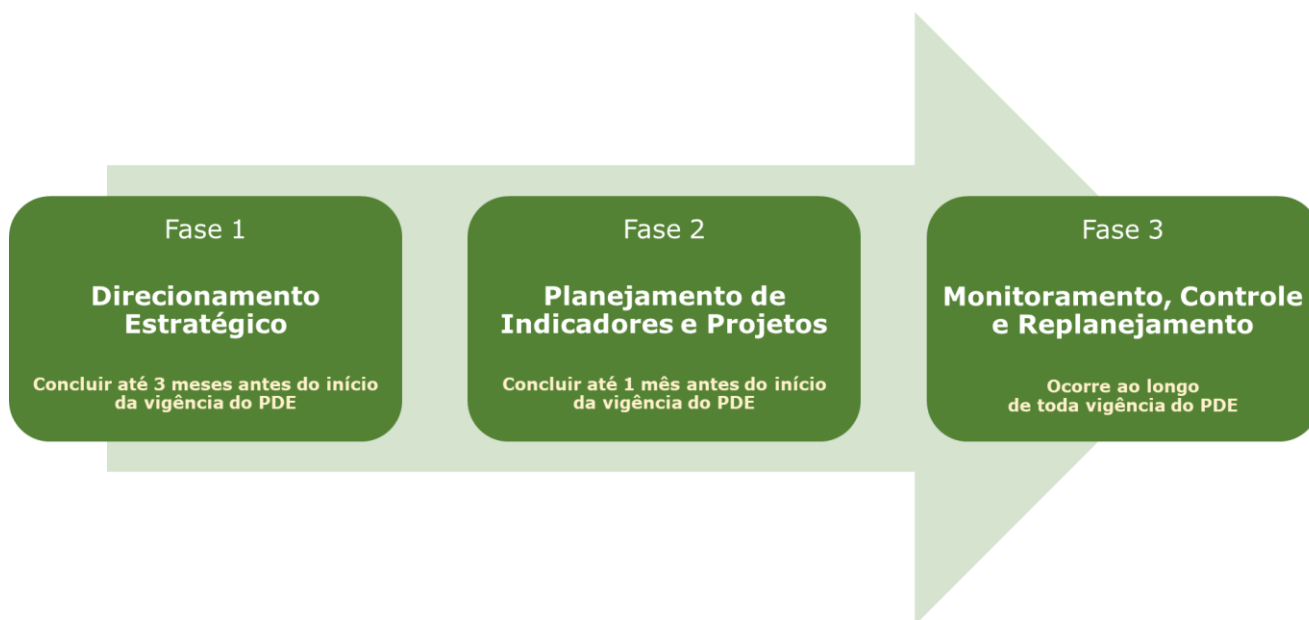 Fase 1
Direcionamento
Estratégico
Concluir até 3 meses antes do início
da vigência do PDE
Fase 2
Planejamento de
Indicadores e Projetos
Concluir até 1 mês antes do início
da vigência do PDE
Fase 3
Monitoramento, Controle
e Replanejamento
Ocorre ao longo
de toda vigência do PDE